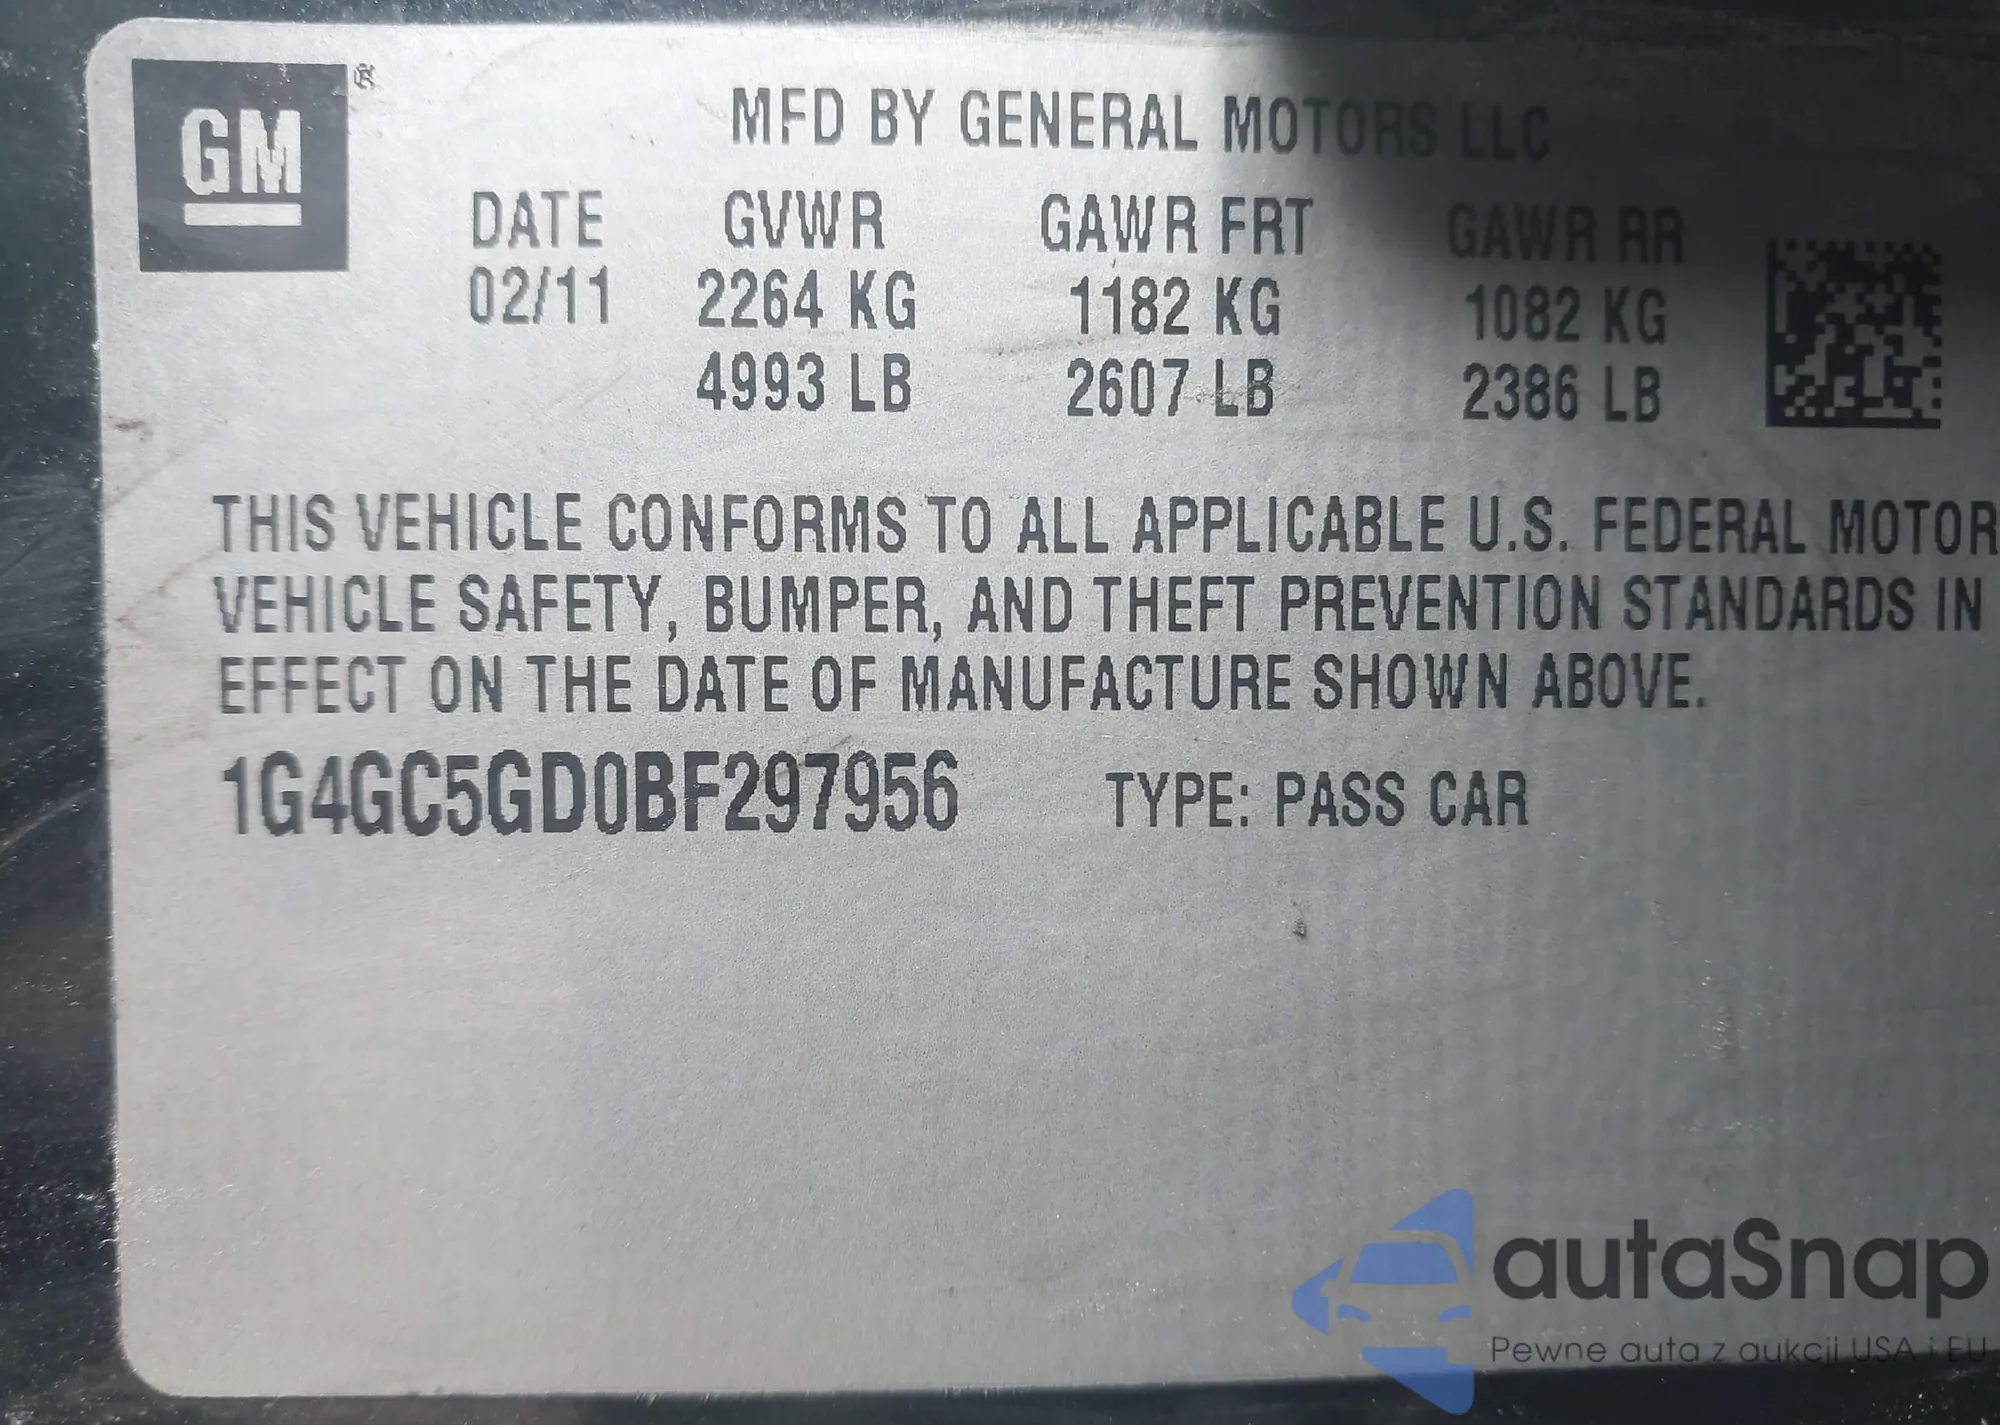 GM®
MFD BY GENERAL MOTORS LLC
DATE GVWR GAWR FRT GAWR RR
02/11 2264 KG 1182 KG 1082 KG
4993 LB 2607 LB 2386 LB
THIS VEHICLE CONFORMS TO ALL APPLICABLE U.S. FEDERAL MOTOR
VEHICLE SAFETY, BUMPER, AND THEFT PREVENTION STANDARDS IN
EFFECT ON THE DATE OF MANUFACTURE SHOWN ABOVE.
1G4GC5GD0BF297956 TYPE: PASS CAR
autaSnap
Pewne auta z aukcji USA i EU